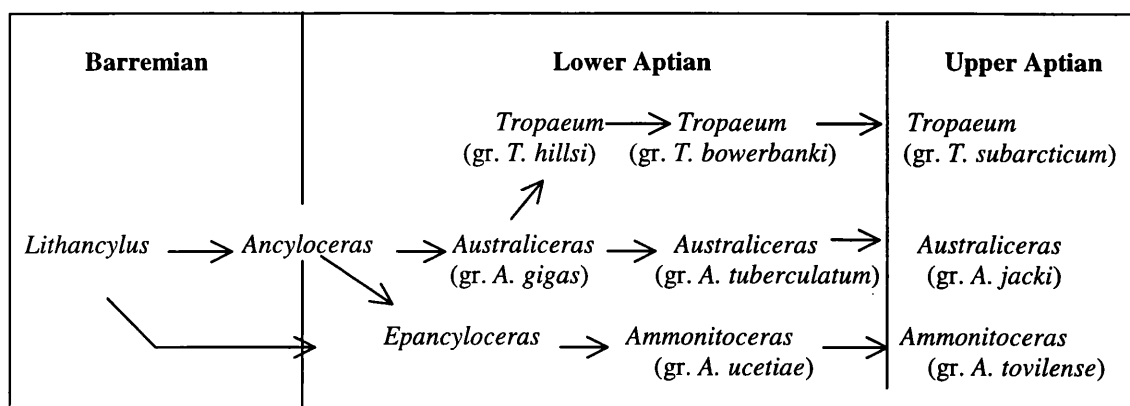 Barremian Lower Aptian Upper Aptian
Tropaeum Tropaeum Tropaeum
(gr. T. hillsi) (gr. T. bowerbanki) (gr. T. subarcticum)
Lithancylus Ancyloceras Australiceras Australiceras Australiceras
(gr. A. gigas) (gr. A. tuberculatum) (gr. A. jacki)
Epancyloceras Ammonitoceras Ammonitoceras
(gr. A. ucetiae) (gr. A. tovilense)